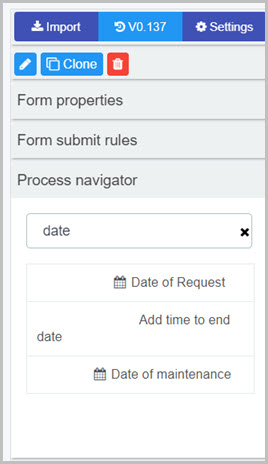 Import V0.137 Settings
Clone
Form properties
Form submit rules
Process navigator
date
Date of Request
Add time to end
date
Date of maintenance